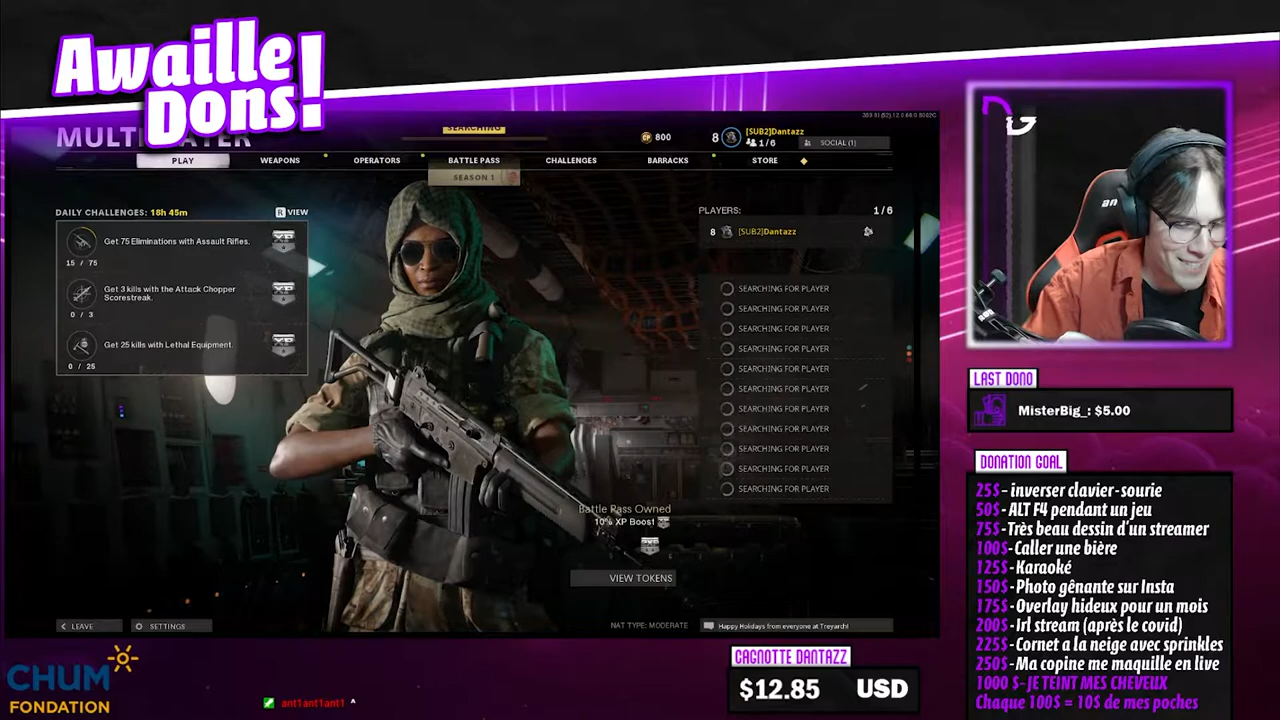 Awaille
Dons!
MULTIPLAYER
SEARCHING
800
8 [SUB2]Dantazz
1/6
SOCIAL (1)
PLAY
WEAPONS
OPERATORS
BATTLE PASS
CHALLENGES
BARRACKS
STORE
SEASON 1
DAILY CHALLENGES: 18h 45m
R VIEW
Get 75 Eliminations with Assault Rifles.
15 / 75
Get 3 kills with the Attack Chopper
Scorestreak.
0 / 3
Get 25 kills with Lethal Equipment.
0 / 25
PLAYERS: 1/6
8 [SUB2]Dantazz
SEARCHING FOR PLAYER
SEARCHING FOR PLAYER
SEARCHING FOR PLAYER
SEARCHING FOR PLAYER
SEARCHING FOR PLAYER
SEARCHING FOR PLAYER
SEARCHING FOR PLAYER
SEARCHING FOR PLAYER
SEARCHING FOR PLAYER
SEARCHING FOR PLAYER
SEARCHING FOR PLAYER
Battle Pass Owned
10% XP Boost
VIEW TOKENS
LEAVE
SETTINGS
NAT TYPE: MODERATE
Happy Holidays from everyone at Treyarch!
LAST DONO
MisterBig_: $5.00
DONATION GOAL
25$ - inverser clavier-sourie
50$ - ALT F4 pendant un jeu
75$ - Très beau dessin d'un streamer
100$ - Caller une bière
125$ - Karaoké
150$ - Photo gênante sur Insta
175$ - Overlay hideux pour un mois
200$ - Irl stream (après le covid)
225$ - Cornet a la neige avec sprinkles
250$ - Ma copine me maquille en live
1000 $ - JE TEINT MES CHEVEUX
Chaque 100$ = 10$ de mes poches
CAGNOTTE DANTAZZ
$12.85 USD
CHUM
FONDATION
ant1ant1ant1 ^